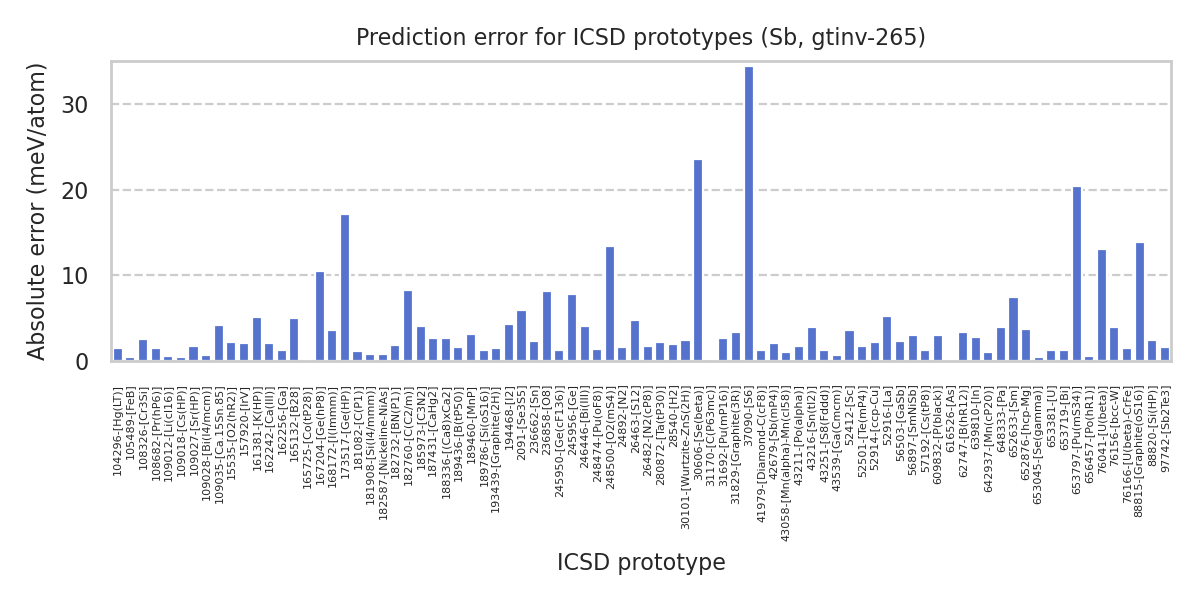 Prediction error for ICSD prototypes (Sb, gtinv-265)
Absolute error (meV/atom)
30
20
10
0
104296-[Hg(LT)]
105489-[FeB]
108326-[Cr3Si]
108682-[Pr(hP6)]
109012-[Li(cI16)]
109018-[Cs(HP)]
109027-[Sr(HP)]
109028-[Bi(I4/mcm)]
109035-[Ca.15Sn.85]
15535-[O2(hR2)]
157920-[IrV]
161381-[K(HP)]
162242-[Ca(III)]
162256-[Ga]
165132-[B28]
165725-[Co(tP28)]
167204-[Ge(hP8)]
168172-[I(Immm)]
173517-[Ge(HP)]
181082-[C(P1)]
181908-[Si(I4/mmm)]
182587-[Nickeline-NiAs]
182732-[BN(P1)]
182760-[C(C2/m)]
185973-[C3N2]
187431-[CaHg2]
188336-[(Ca8)xCa2]
189436-[B(tP50)]
189460-[MnP]
189786-[Si(oS16)]
193439-[Graphite(2H)]
194468-[I2]
2091-[Se3S5]
236662-[Sn]
236858-[O8]
245950-[Ge(cF136)]
245956-[Ge]
246446-[Bi(III)]
248474-[Pu(oF8)]
248500-[O2(mS4)]
24892-[N2]
26463-[S12]
26482-[N2(cP8)]
280872-[Ta(tP30)]
28540-[H2]
30101-[Wurtzite-ZnS(2H)]
30606-[Se(beta)]
31170-[C(P63mc)]
31692-[Pu(mP16)]
31829-[Graphite(3R)]
37090-[S6]
41979-[Diamond-C(cF8)]
42679-[Sb(mP4)]
43058-[Mn(alpha)-Mn(cI58)]
43211-[Po(alpha)]
43216-[Sn(tI2)]
43251-[S8(Fddd)]
43539-[Ga(Cmcm)]
52412-[Sc]
52501-[Te(mP4)]
52914-[ccp-Cu]
52916-[La]
56503-[GaSb]
56897-[SmNiSb]
57192-[Cs(tP8)]
609832-[P(black)]
616526-[As]
62747-[B(hR12)]
639810-[In]
642937-[Mn(cP20)]
648333-[Pa]
652633-[Sm]
652876-[hcp-Mg]
653045-[Se(gamma)]
653381-[U]
653719-[I]
653797-[Pu(mS34)]
656457-[Po(hR1)]
76041-[U(beta)]
76156-[bcc-W]
76166-[U(beta)-CrFe]
88815-[Graphite(oS16)]
88820-[Si(HP)]
97742-[Sb2Te3]
ICSD prototype